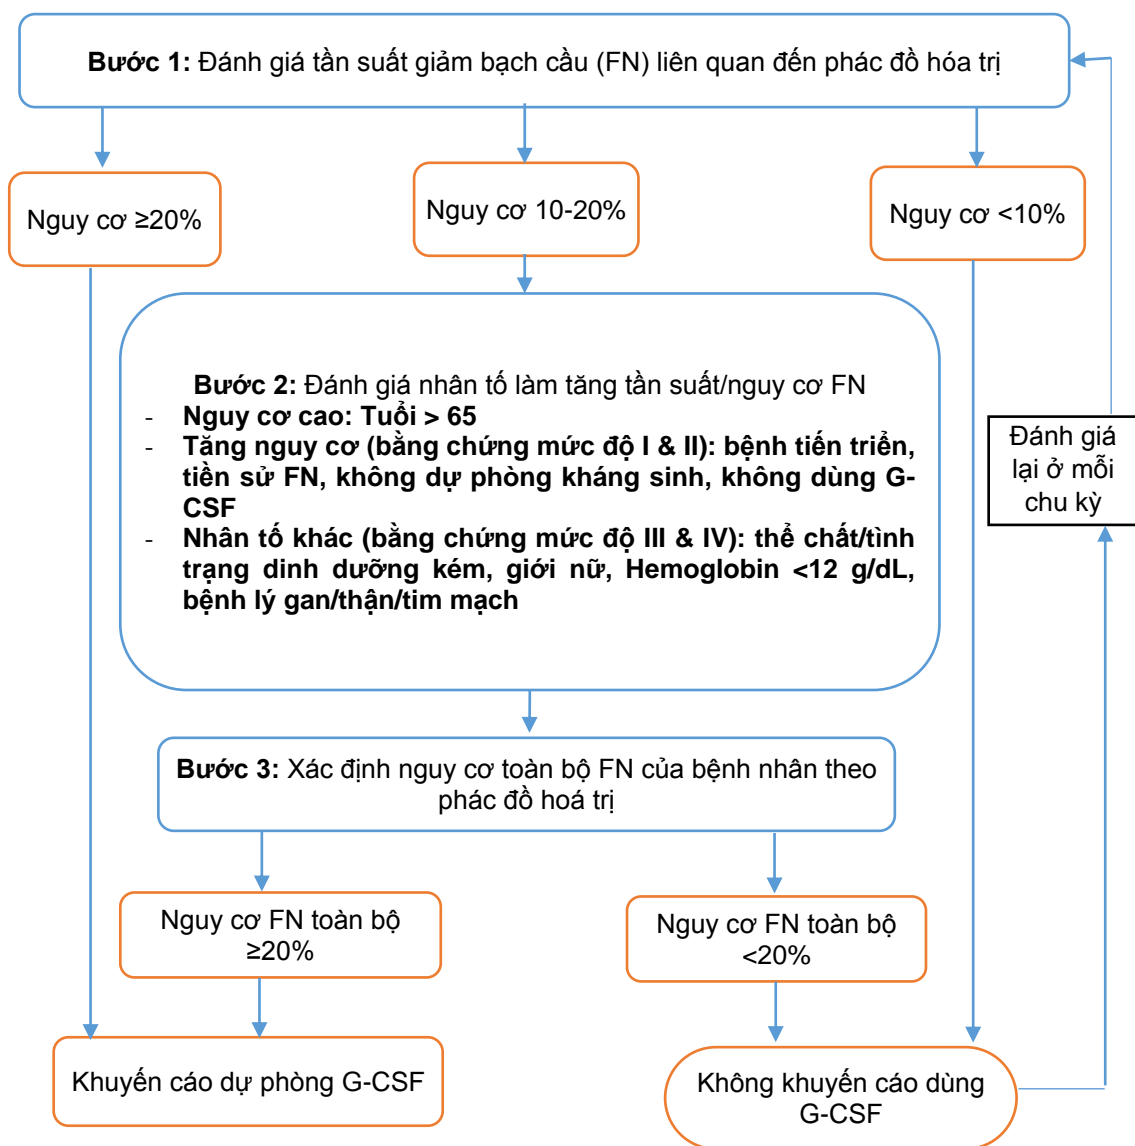 Bước 1: Đánh giá tần suất giảm bạch cầu (FN) liên quan đến phác đồ hóa trị
Nguy cơ ≥20%
Nguy cơ 10-20%
Nguy cơ <10%
Bước 2: Đánh giá nhân tố làm tăng tần suất/nguy cơ FN
- Nguy cơ cao: Tuổi > 65
- Tăng nguy cơ (bằng chứng mức độ I & II): bệnh tiến triển,
tiền sử FN, không dự phòng kháng sinh, không dùng G-
CSF
- Nhân tố khác (bằng chứng mức độ III & IV): thể chất/tình
trạng dinh dưỡng kém, giới nữ, Hemoglobin <12 g/dL,
bệnh lý gan/thận/tim mạch
Đánh giá
lại ở mỗi
chu kỳ
Bước 3: Xác định nguy cơ toàn bộ FN của bệnh nhân theo
phác đồ hoá trị
Nguy cơ FN toàn bộ
≥20%
Nguy cơ FN toàn bộ
<20%
Khuyến cáo dự phòng G-CSF
Không khuyến cáo dùng
G-CSF